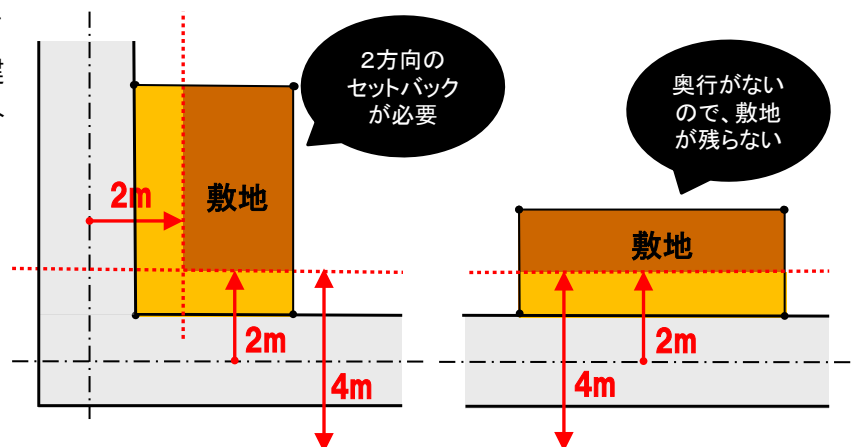 ２方向の
セットバック
が必要
奥行がない
ので、敷地
が残らない
2m
敷地
敷地
2m
4m
2m
4m